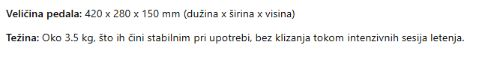 Veličina pedala: 420 x 280 x 150 mm (dužina x širina x visina)
Težina: Oko 3.5 kg, što ih čini stabilnim pri upotrebi, bez klizanja tokom intenzivnih sesija letenja.